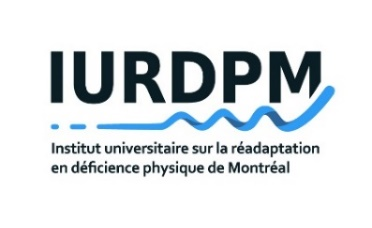 IURDPM
Institut universitaire sur la réadaptation
en déficience physique de Montréal